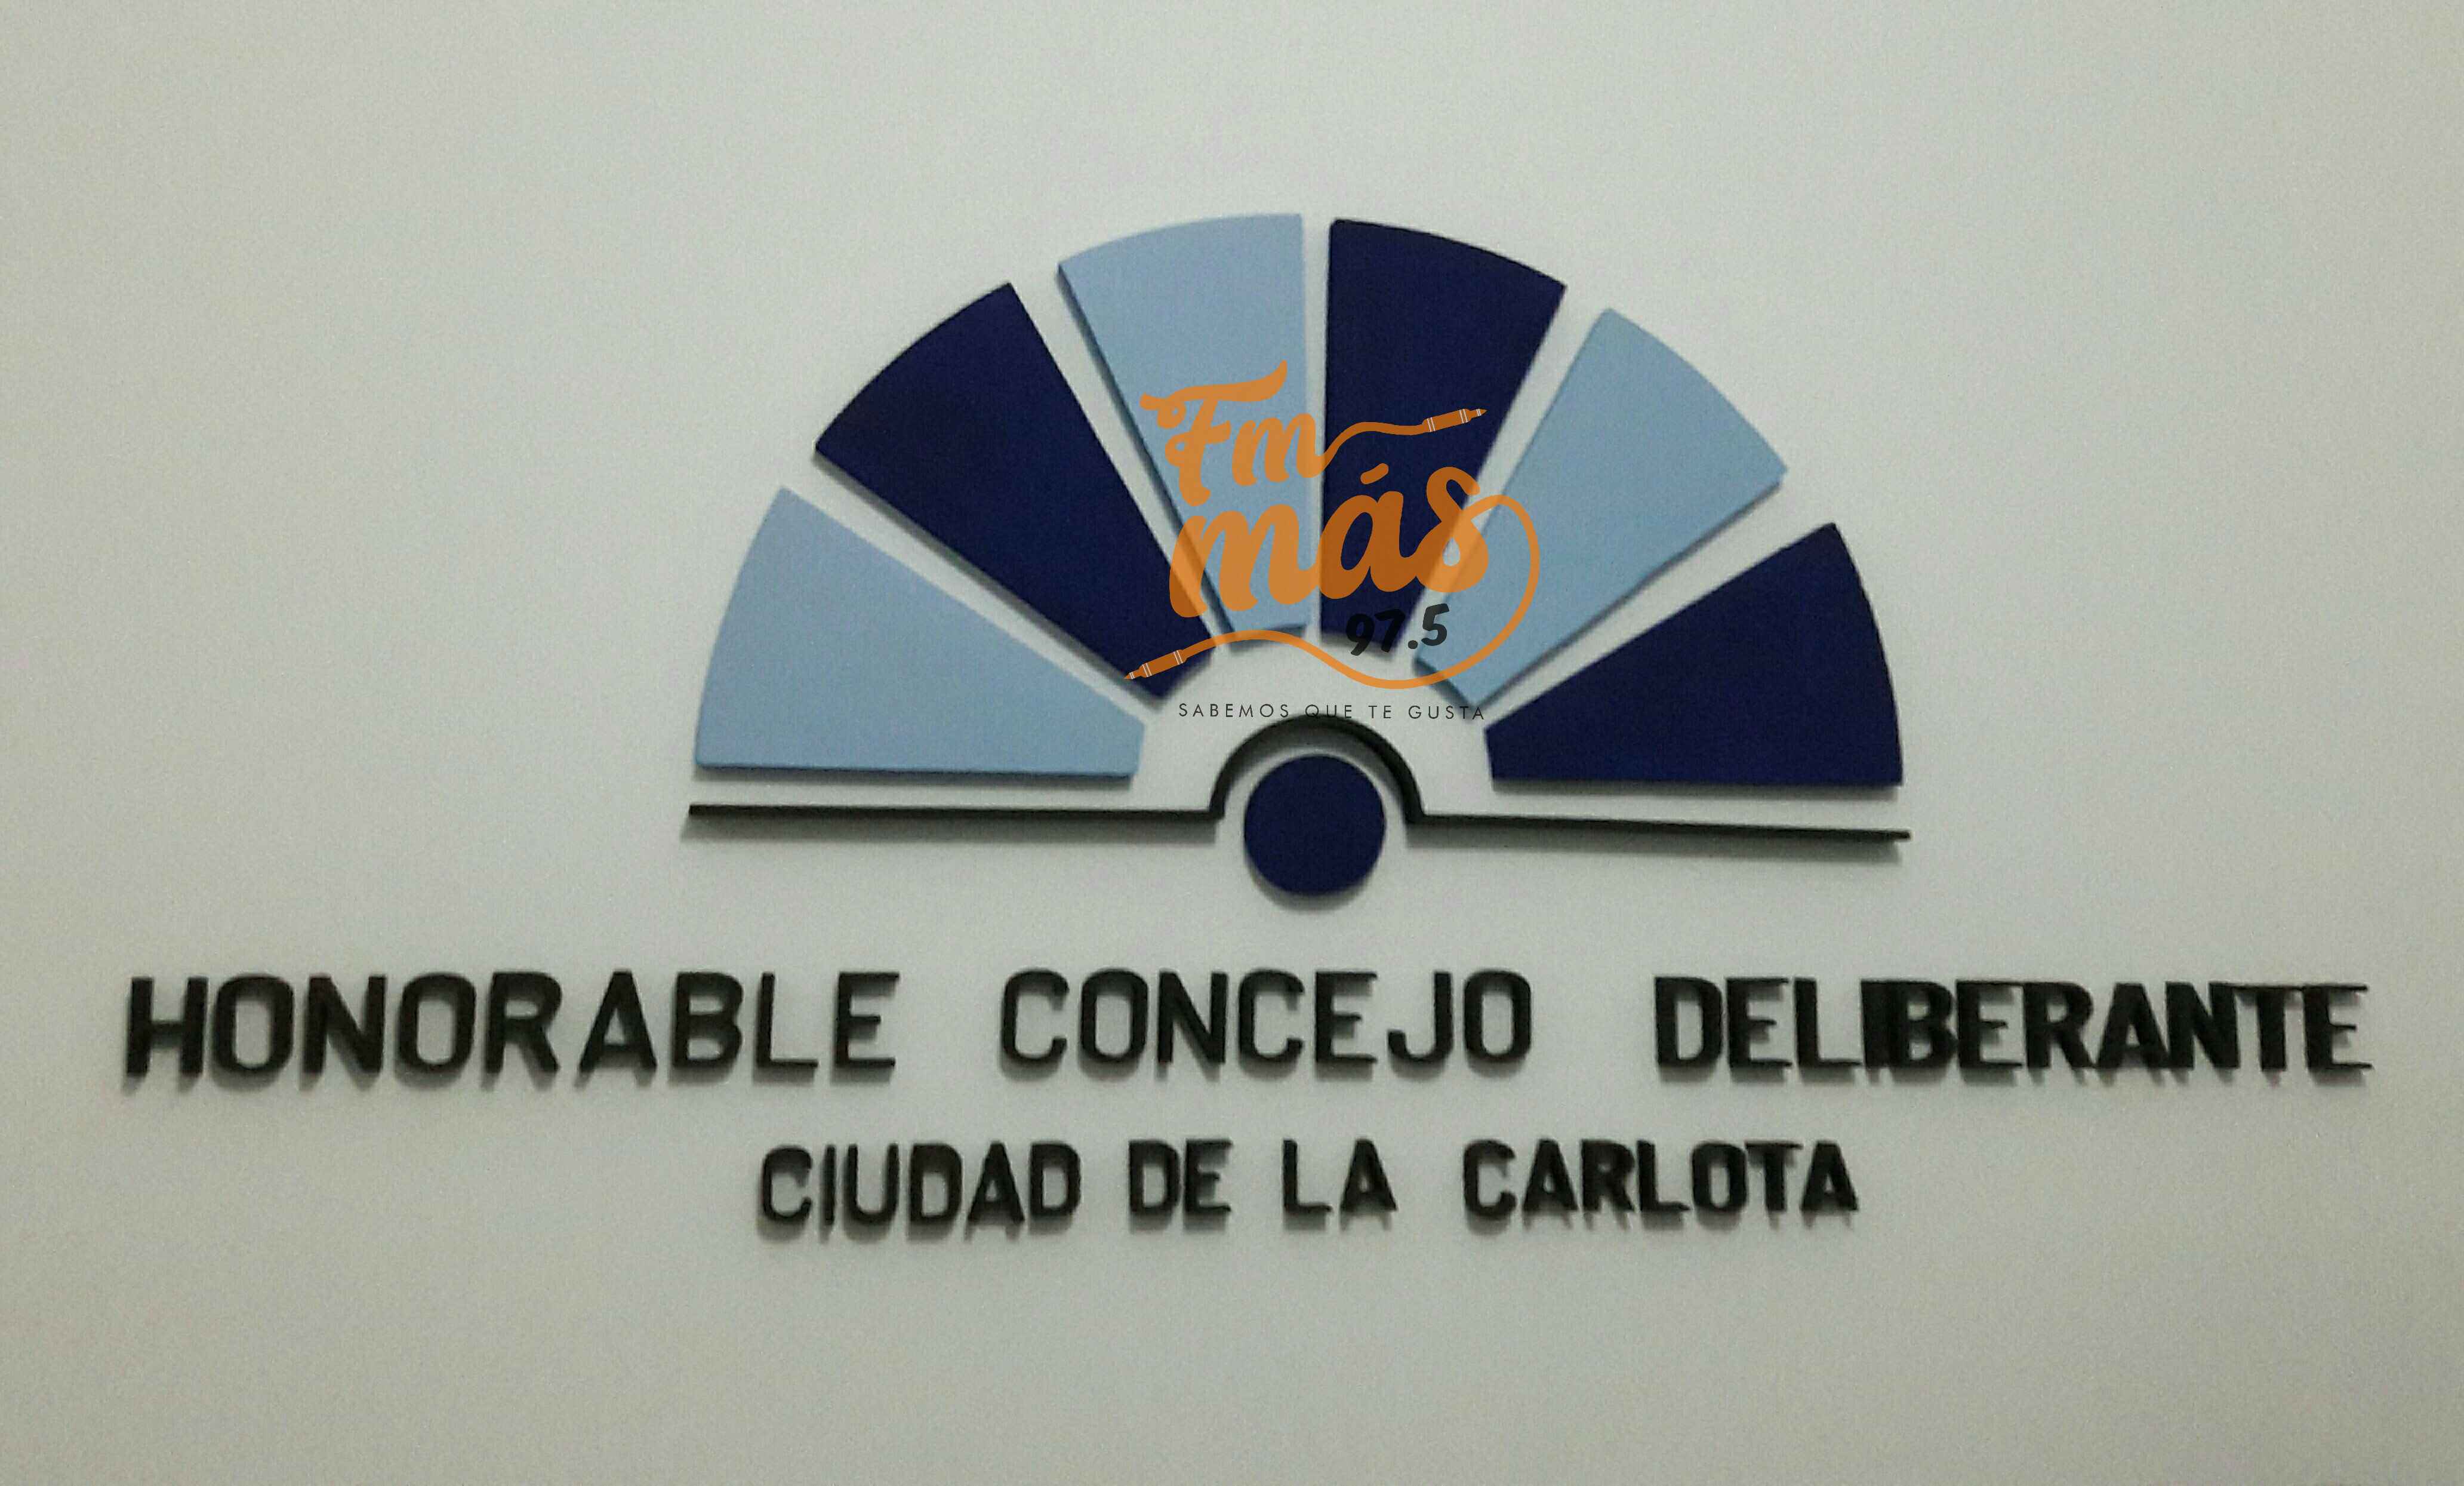 Fm
más
97.5
SABEMOS QUE TE GUSTA
HONORABLE CONCEJO DELIBERANTE
CIUDAD DE LA CARLOTA